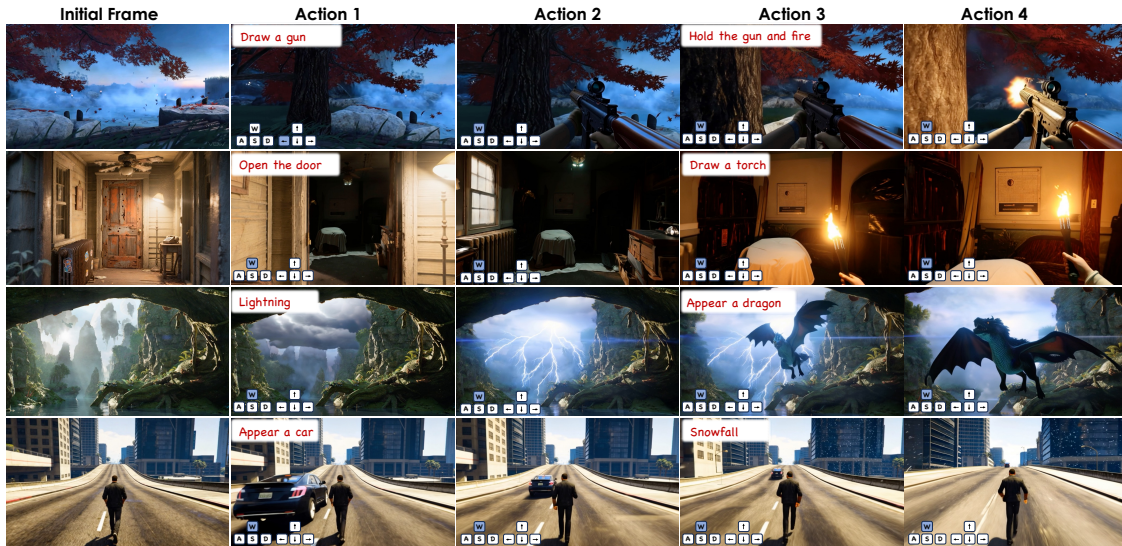 Initial Frame Action 1 Action 2 Action 3 Action 4
Draw a gun Hold the gun and fire
W ↑ W ↑ W ↑ W ↑
A S D ← ↓ → A S D ← ↓ → A S D ← ↓ → A S D ← ↓ →
Open the door Draw a torch
W ↑ W ↑ W ↑ W ↑
A S D ← ↓ → A S D ← ↓ → A S D ← ↓ → A S D ← ↓ →
Lightning Appear a dragon
W ↑ W ↑ W ↑ W ↑
A S D ← ↓ → A S D ← ↓ → A S D ← ↓ → A S D ← ↓ →
Appear a car Snowfall
W ↑ W ↑ W ↑ W ↑
A S D ← ↓ → A S D ← ↓ → A S D ← ↓ → A S D ← ↓ →